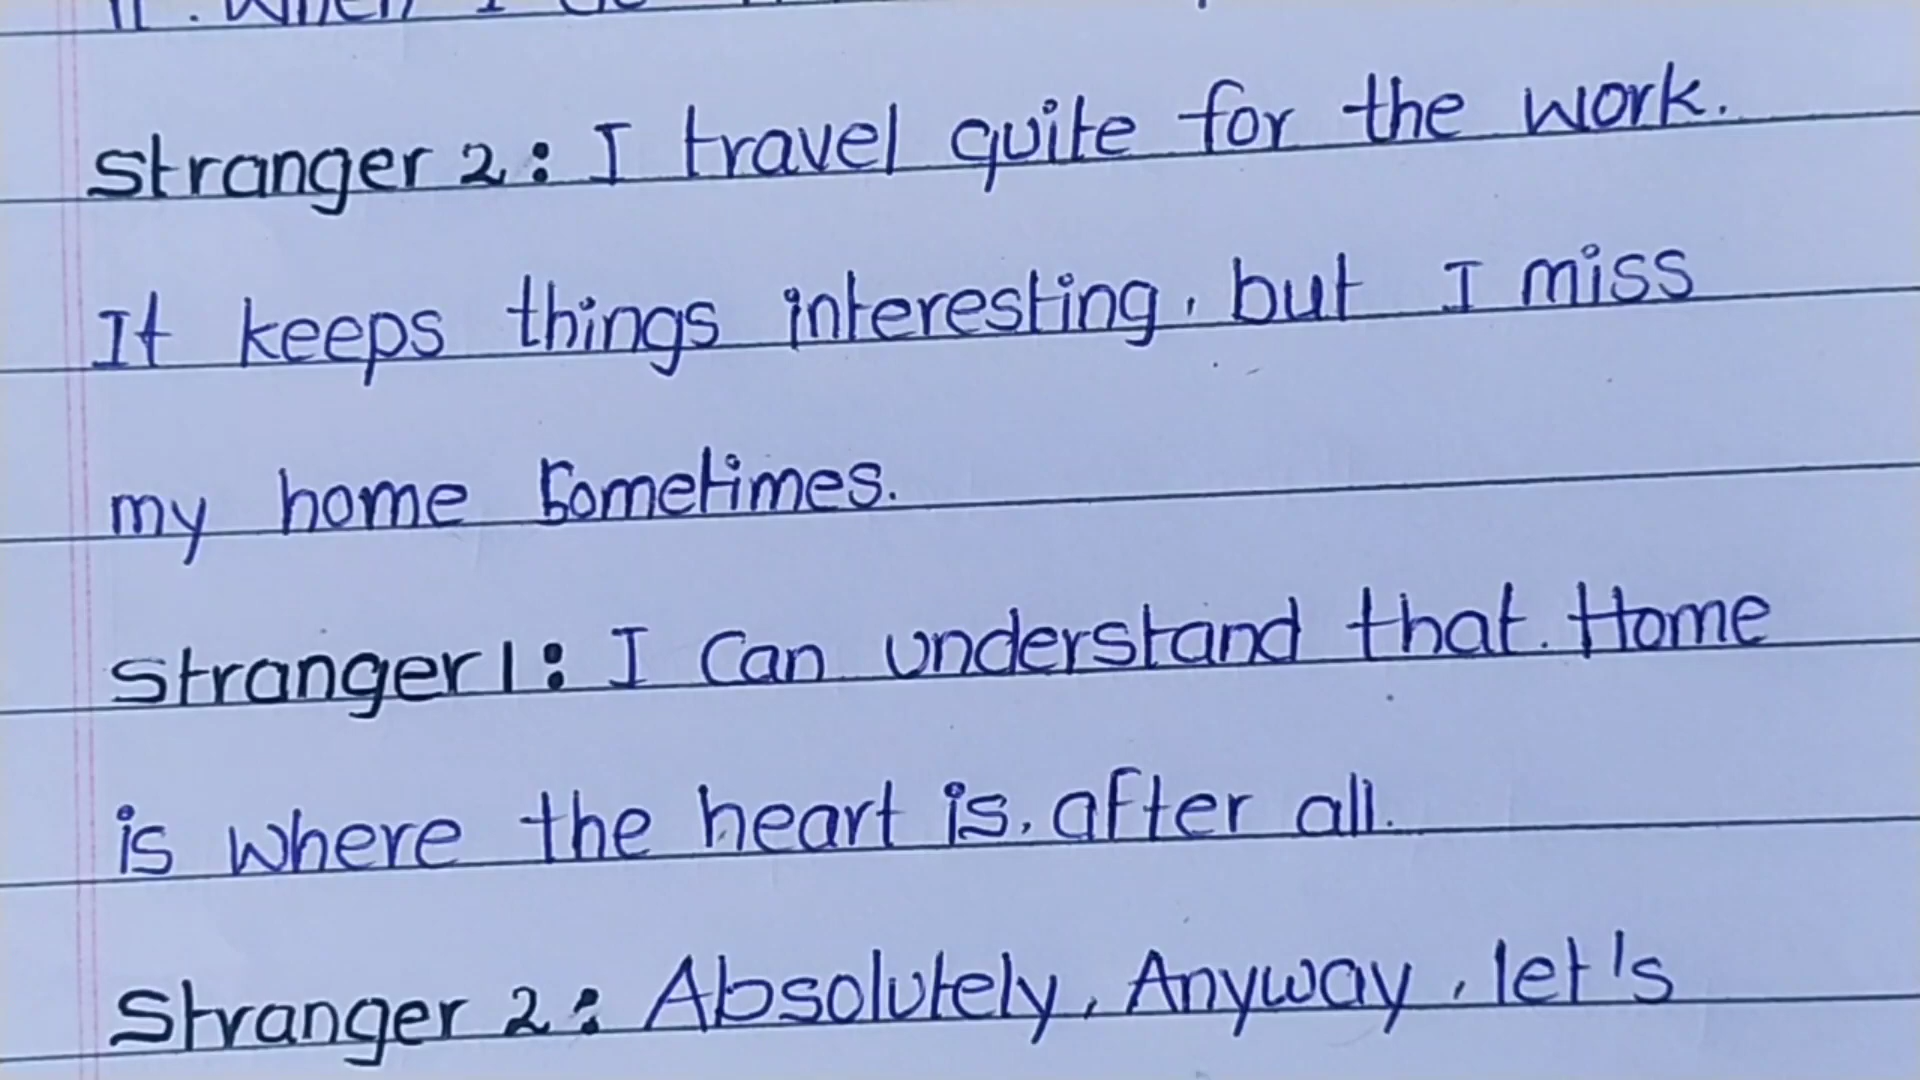 Stranger 2: I travel quite for the work.
It keeps things interesting, but I miss
my home sometimes.
Stranger 1: I can understand that. Home
is where the heart is, after all.
Stranger 2: Absolutely, Anyway, let's